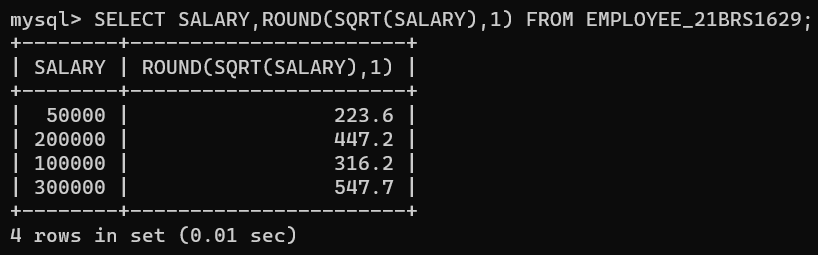 mysql> SELECT SALARY,ROUND(SQRT(SALARY),1) FROM EMPLOYEE_21BRS1629;
+--------+-----------------------+
| SALARY | ROUND(SQRT(SALARY),1) |
+--------+-----------------------+
|  50000 |                 223.6 |
| 200000 |                 447.2 |
| 100000 |                 316.2 |
| 300000 |                 547.7 |
+--------+-----------------------+
4 rows in set (0.01 sec)